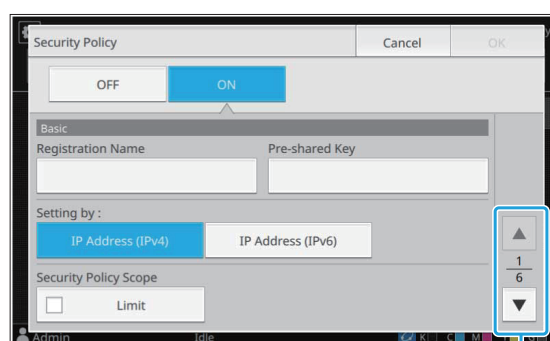 Security Policy Cancel OK
OFF ON
Basic
Registration Name Pre-shared Key
Setting by :
IP Address (IPv4) IP Address (IPv6)
1
6
Security Policy Scope
Limit
Admin Idle K C M Y